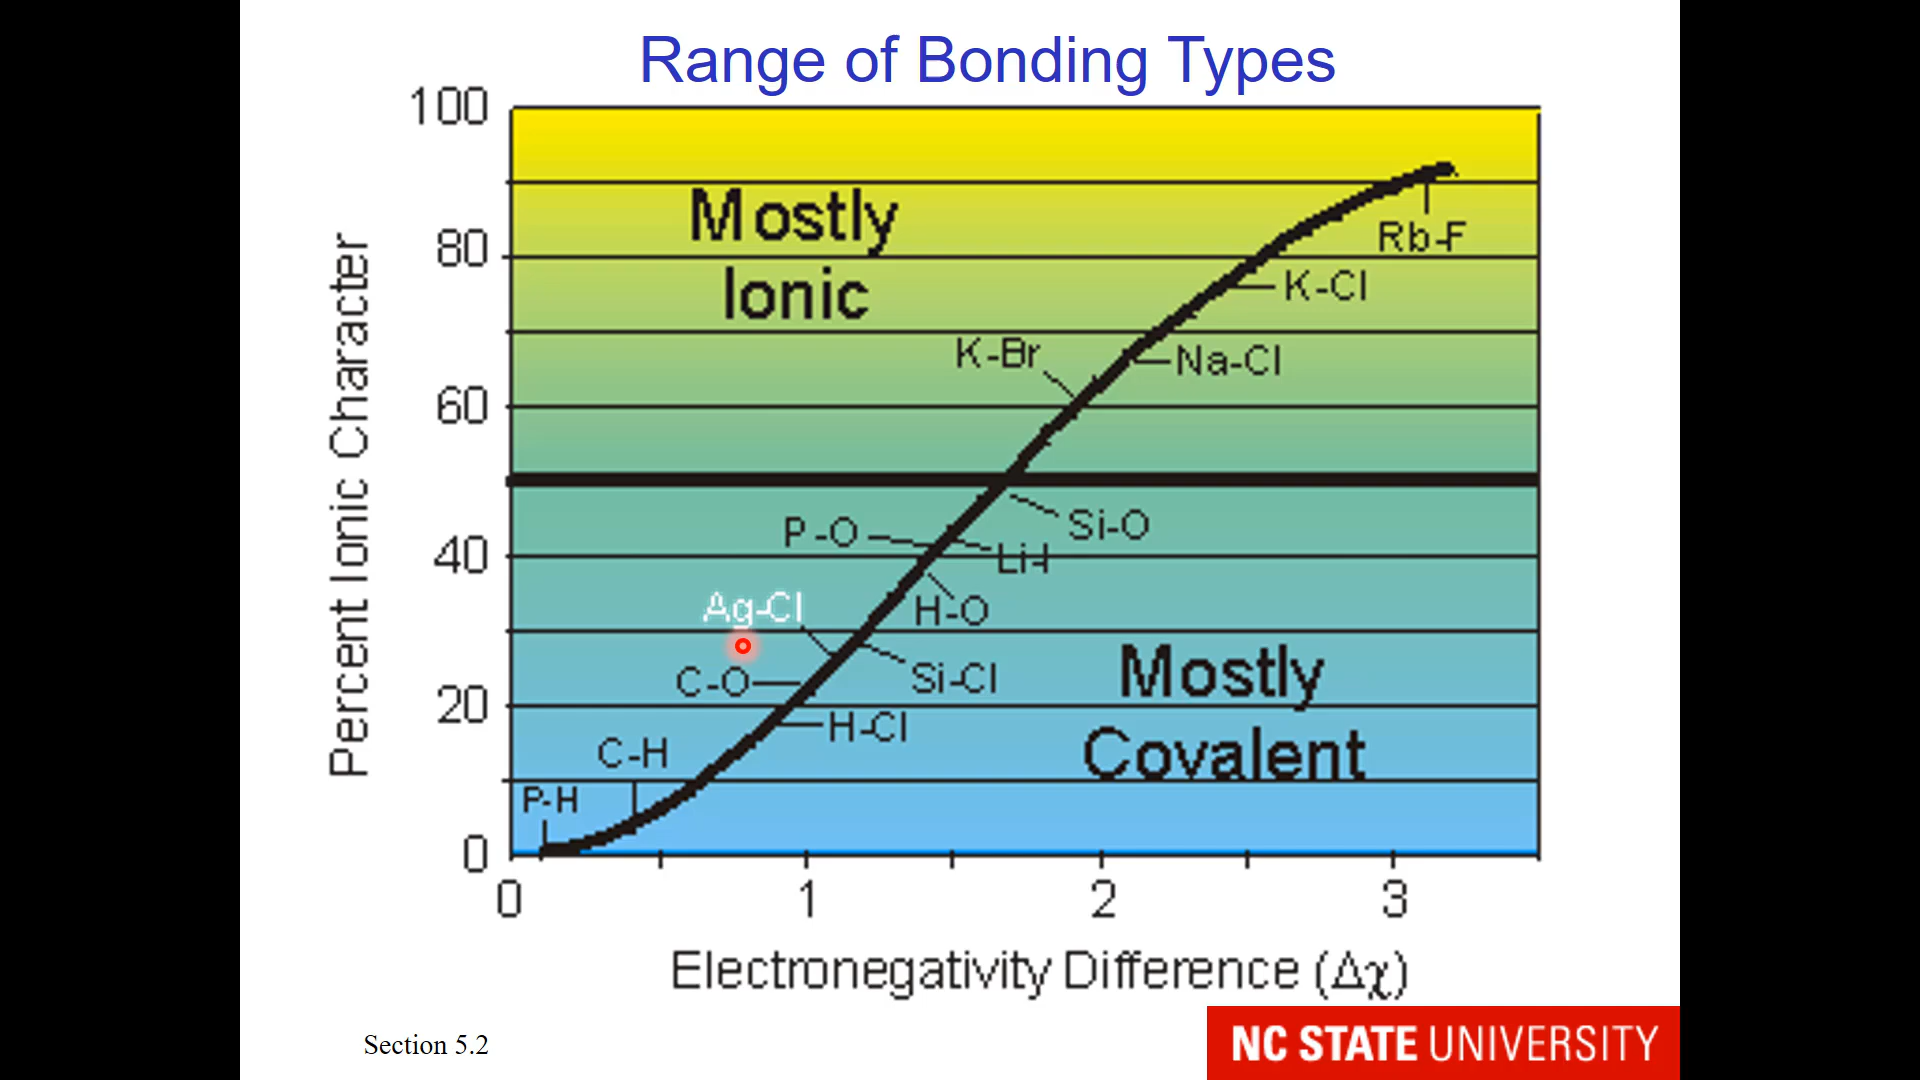 Range of Bonding Types
100
80
60
40
20
0
Percent Ionic Character
Mostly
Ionic
Rb-F
K-Cl
K-Br
Na-Cl
Si-O
P-O
Li-I
H-O
Ag-Cl
Si-Cl
C-O
H-Cl
C-H
P-H
Mostly
Covalent
0 1 2 3
Electronegativity Difference (Δχ)
Section 5.2
NC STATE UNIVERSITY